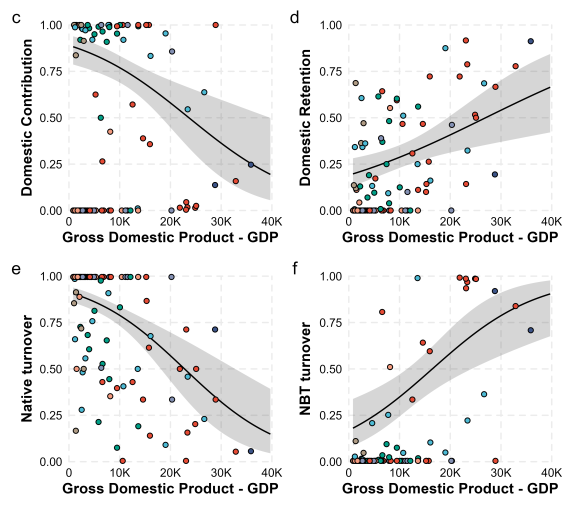 c
Domestic Contribution
1.00
0.75
0.50
0.25
0.00
0 10K 20K 30K 40K
Gross Domestic Product - GDP
d
Domestic Retention
1.00
0.75
0.50
0.25
0.00
0 10K 20K 30K 40K
Gross Domestic Product - GDP
e
Native turnover
1.00
0.75
0.50
0.25
0.00
0 10K 20K 30K 40K
Gross Domestic Product - GDP
f
NBT turnover
1.00
0.75
0.50
0.25
0.00
0 10K 20K 30K 40K
Gross Domestic Product - GDP